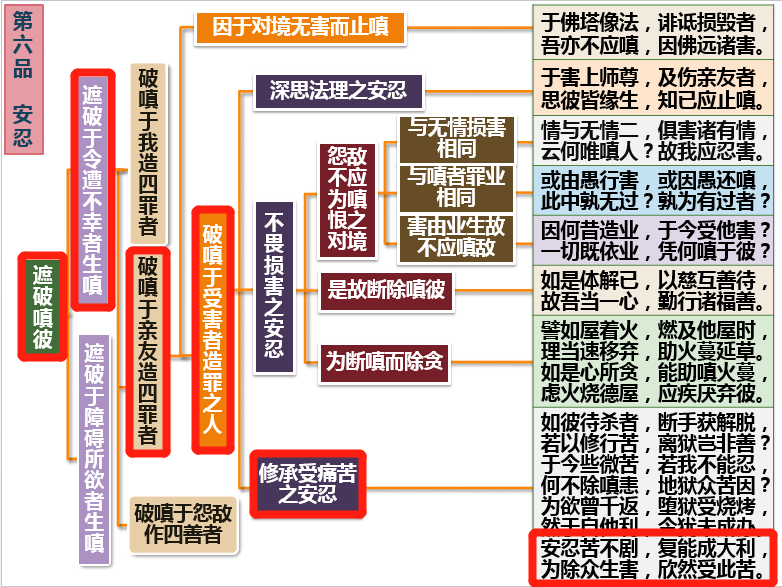 第六品 安忍
遮破嗔彼
遮破于令遭不幸者生嗔
遮破于障碍所欲者生嗔
破嗔于我造四罪者
破嗔于亲友造四罪者
破嗔于怨敌
作四善者
因于对境无害而止嗔
破嗔于受害者造罪之人
深思法理之安忍
不畏损害之安忍
修承受痛苦
之安忍
怨敌
不应
为嗔
恨之
对境
是故断除嗔彼
为断嗔而除贪
与无情损害
相同
与嗔者罪业
相同
害由业生故
不应嗔敌
于佛塔像法，诽诋损毁者，
吾亦不应嗔，因佛远诸害。
于害上师尊，及伤亲友者，
思彼皆缘生，知已应止嗔。
情与无情二，俱害诸有情，
云何唯嗔人？故我应忍害。
或由愚行害，或因愚还嗔，
此中孰无过？孰为有过者？
因何昔造业，于今受他害？
一切既依业，凭何嗔于彼？
如是体解已，以慈互善待，
故吾当一心，勤行诸福善。
譬如屋着火，燃及他屋时，
理当速移弃，助火蔓延草。
如是心所贪，能助嗔火蔓，
虑火烧德屋，应疾厌弃彼。
如彼待杀者，断手获解脱，
若以修行苦，离狱岂非善？
于今些微苦，若我不能忍，
何不除嗔恚，地狱众苦因？
为欲曾千返，堕狱受烧烤，
然于自他利，今犹未成办。
安忍苦不剧，复能成大利，
为除众生害，欣然受此苦。